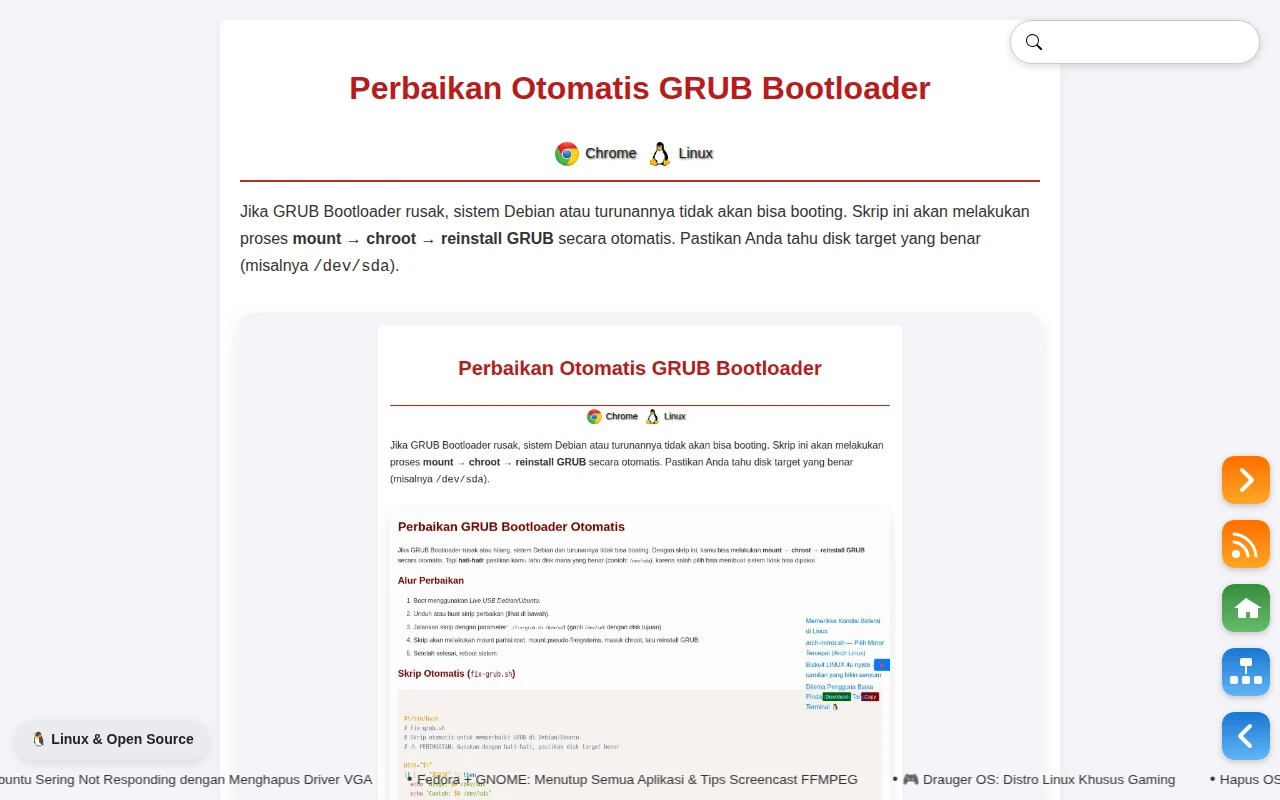 Perbaikan Otomatis GRUB Bootloader
Chrome Linux
Jika GRUB Bootloader rusak, sistem Debian atau turunannya tidak akan bisa booting. Skrip ini akan melakukan
proses mount → chroot → reinstall GRUB secara otomatis. Pastikan Anda tahu disk target yang benar
(misalnya /dev/sda).
Perbaikan Otomatis GRUB Bootloader
Chrome Linux
Jika GRUB Bootloader rusak, sistem Debian atau turunannya tidak akan bisa booting. Skrip ini akan melakukan
proses mount → chroot → reinstall GRUB secara otomatis. Pastikan Anda tahu disk target yang benar
(misalnya /dev/sda).
Perbaikan GRUB Bootloader Otomatis
Jika GRUB Bootloader rusak atau hilang, sistem Debian dan turunannya tidak bisa booting. Dengan skrip ini, kamu bisa melakukan mount → chroot → reinstall GRUB
secara otomatis. Tapi hati-hati: pastikan kamu tahu disk mana yang benar (contoh: /dev/sda), karena salah pilih bisa membuat sistem tidak bisa dipakai.
Alur Perbaikan
1. Boot menggunakan Live USB Debian/Ubuntu.
2. Unduh atau buat skrip perbaikan (lihat di bawah).
3. Jalankan skrip dengan parameter: ./fix-grub.sh /dev/sdX (ganti /dev/sdX dengan disk tujuan).
4. Skrip akan melakukan mount partisi root, mount pseudo-filesystems, masuk chroot, lalu reinstall GRUB.
5. Setelah selesai, reboot sistem.
Memeriksa Kondisi Baterai
di Linux
arch-mirror.sh — Pilih Mirror
Tercepat (Arch Linux)
Biskuit LINUX itu nyata -
camilan yang bikin senyum
Dilema Pengguna Biasa
Pindah Download Copy
Terminal
Skrip Otomatis (fix-grub.sh)
#!/bin/bash
# fix-grub.sh
# Skrip otomatis untuk memperbaiki GRUB di Debian/Ubuntu
# ⚠ PERINGATAN: Gunakan dengan hati-hati, pastikan disk target benar
DISK="$1"
then
echo "Contoh: $0 /dev/sda"
Linux & Open Source
buntu Sering Not Responding dengan Menghapus Driver VGA • Fedora + GNOME: Menutup Semua Aplikasi & Tips Screencast FFMPEG • 🎮 Drauger OS: Distro Linux Khusus Gaming • Hapus OS